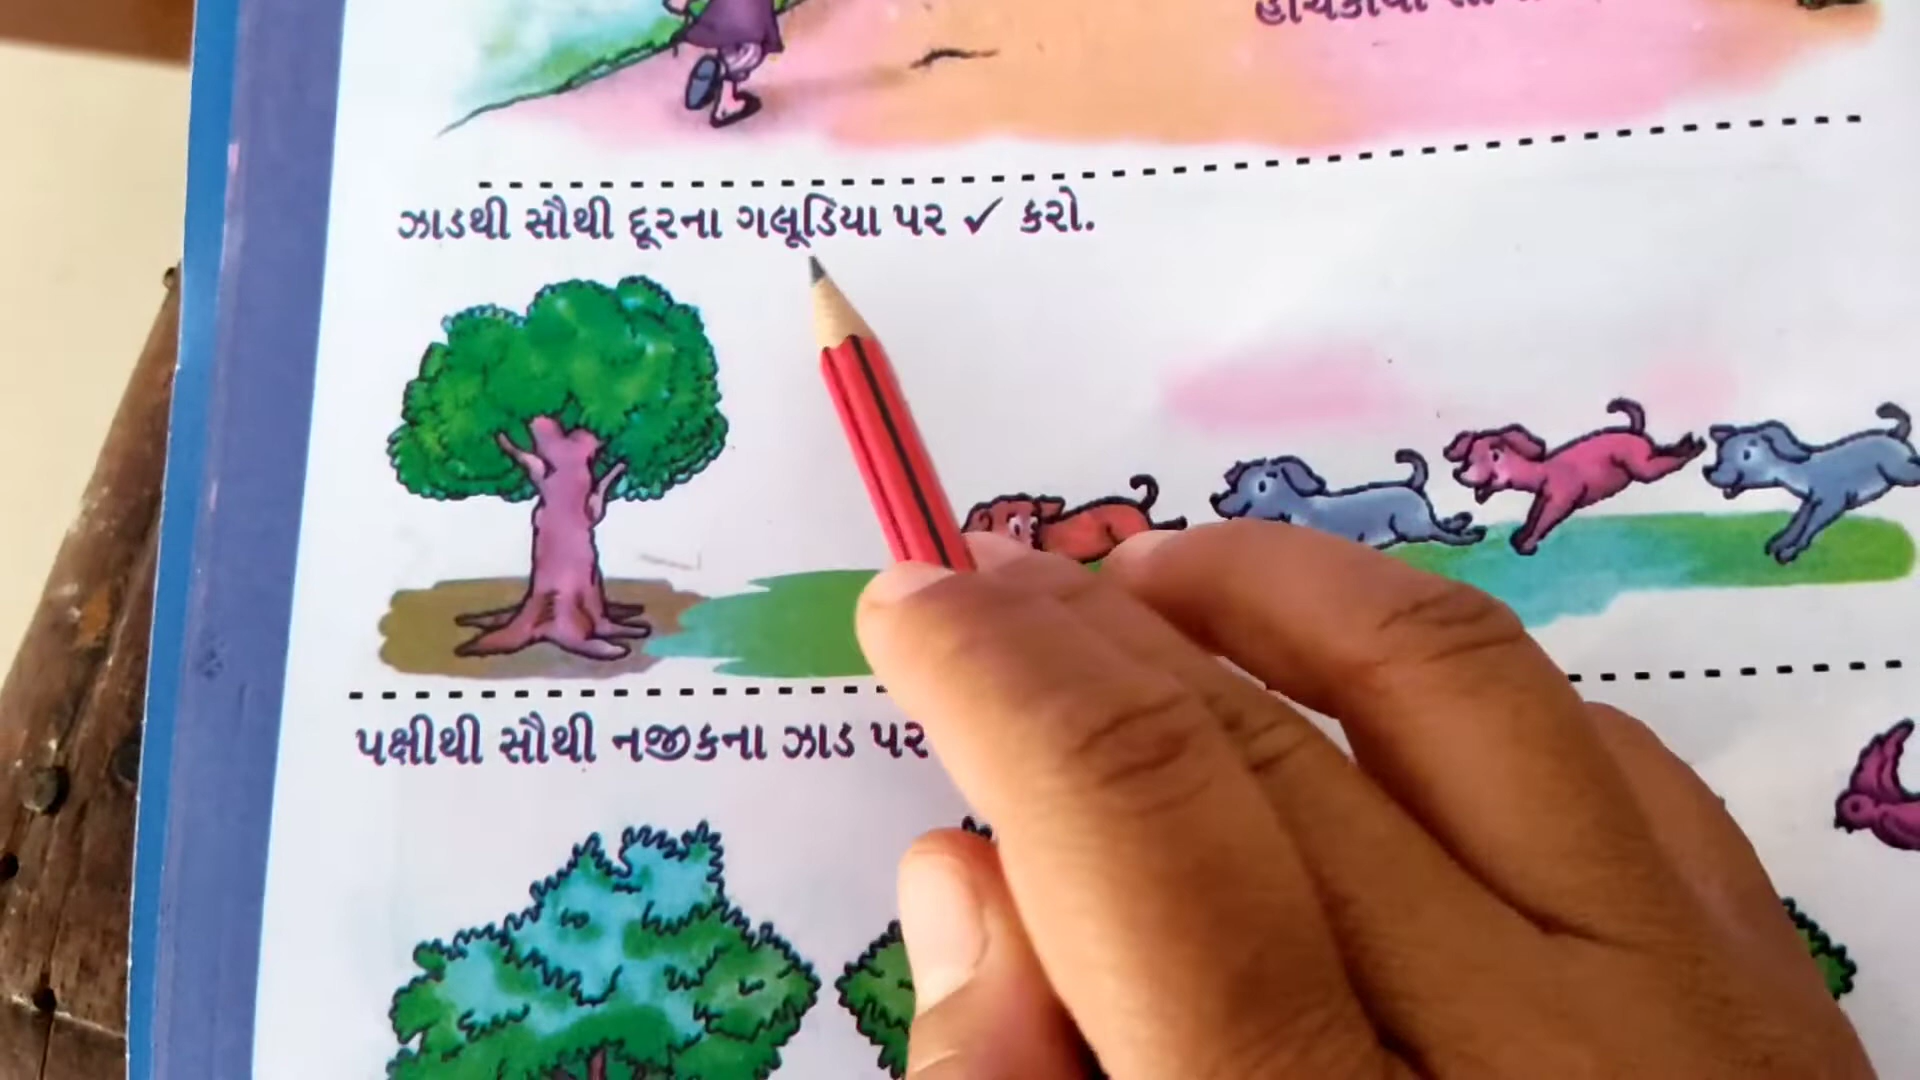 ઝાડથી સૌથી દૂરના ગલૂડિયા પર ✓ કરો.
પક્ષીથી સૌથી નજીકના ઝાડ પર